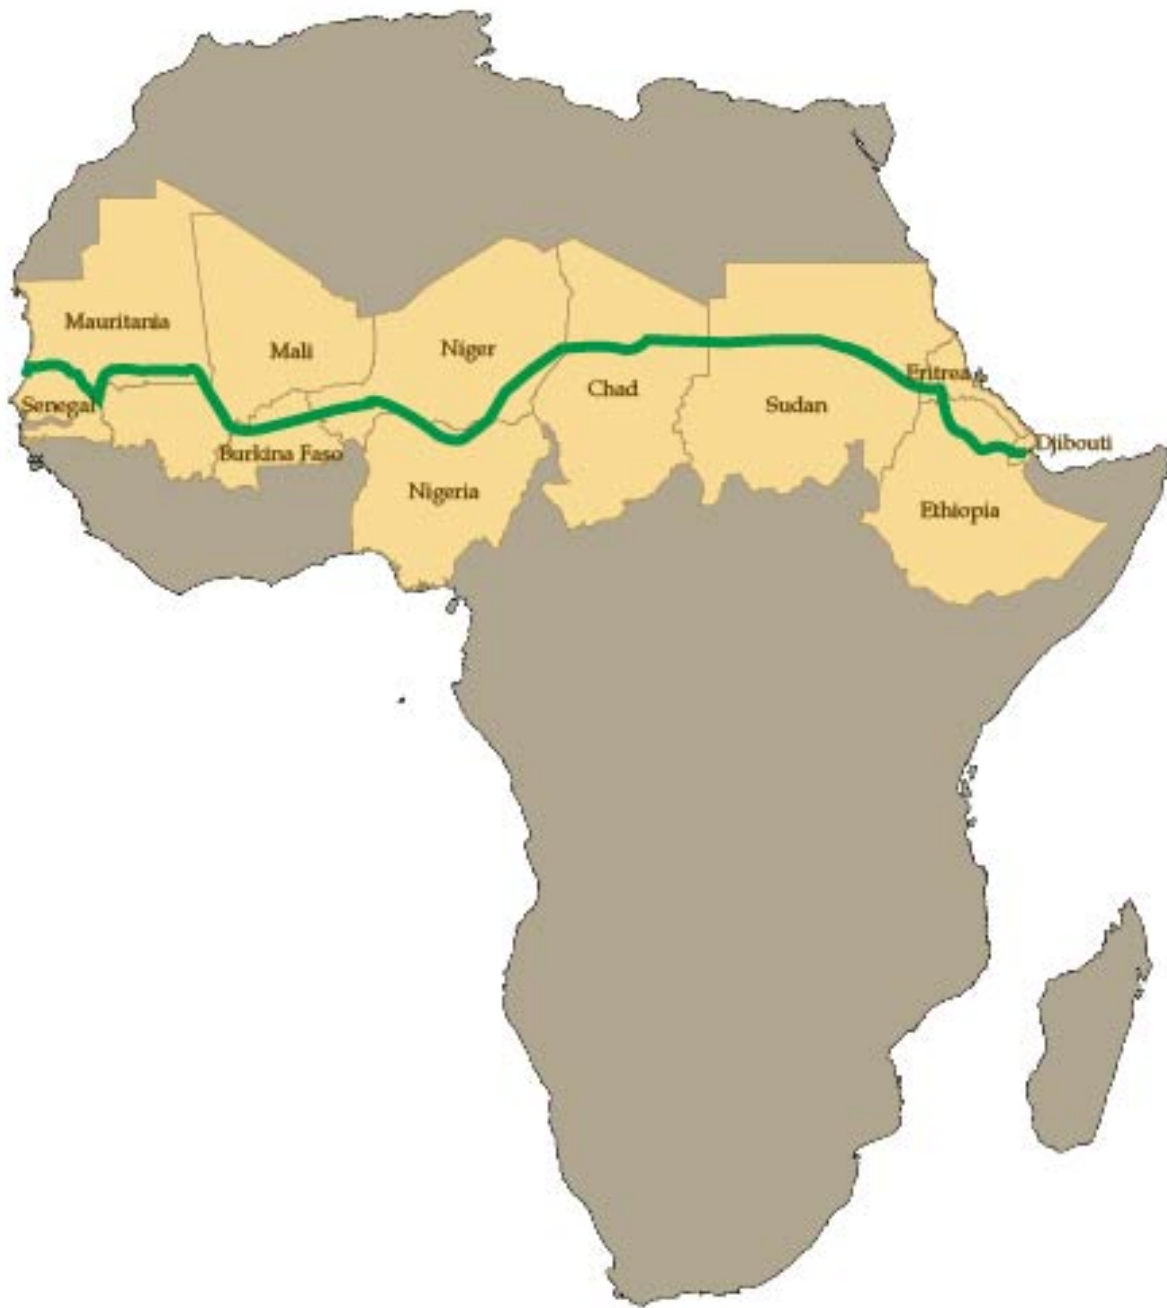 Mauritania
Mali
Niger
Chad
Eritrea
Senegal
Sudan
Djibouti
Burkina Faso
Nigeria
Ethiopia